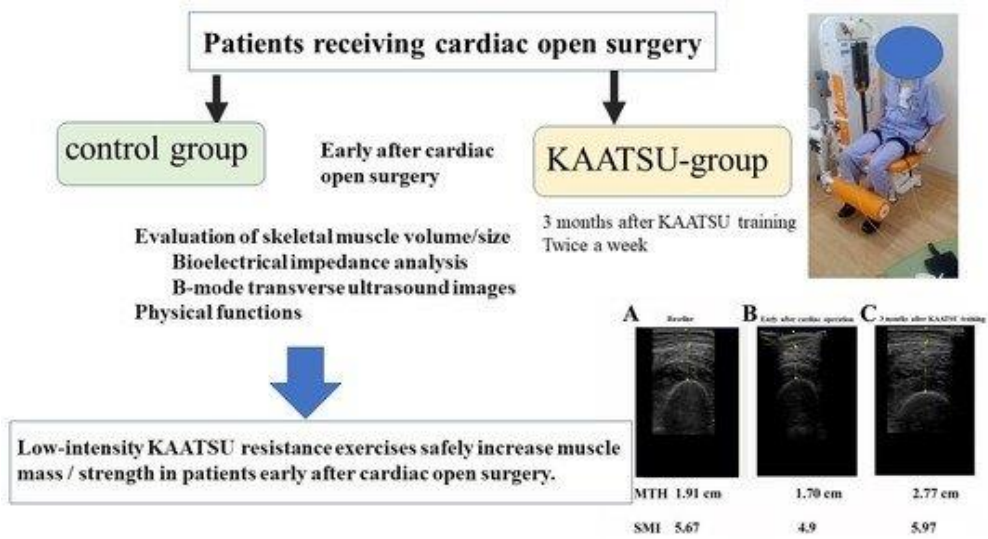 Patients receiving cardiac open surgery
control group
Early after cardiac
open surgery
KAATSU-group
3 months after KAATSU training
Twice a week
Evaluation of skeletal muscle volume/size
Bioelectrical impedance analysis
B-mode transverse ultrasound images
Physical functions
Low-intensity KAATSU resistance exercises safely increase muscle
mass / strength in patients early after cardiac open surgery.
A Baseline B Early after cardiac operation C 3 months after KAATSU training
MTH 1.91 cm 1.70 cm 2.77 cm
SMI 5.67 4.9 5.97